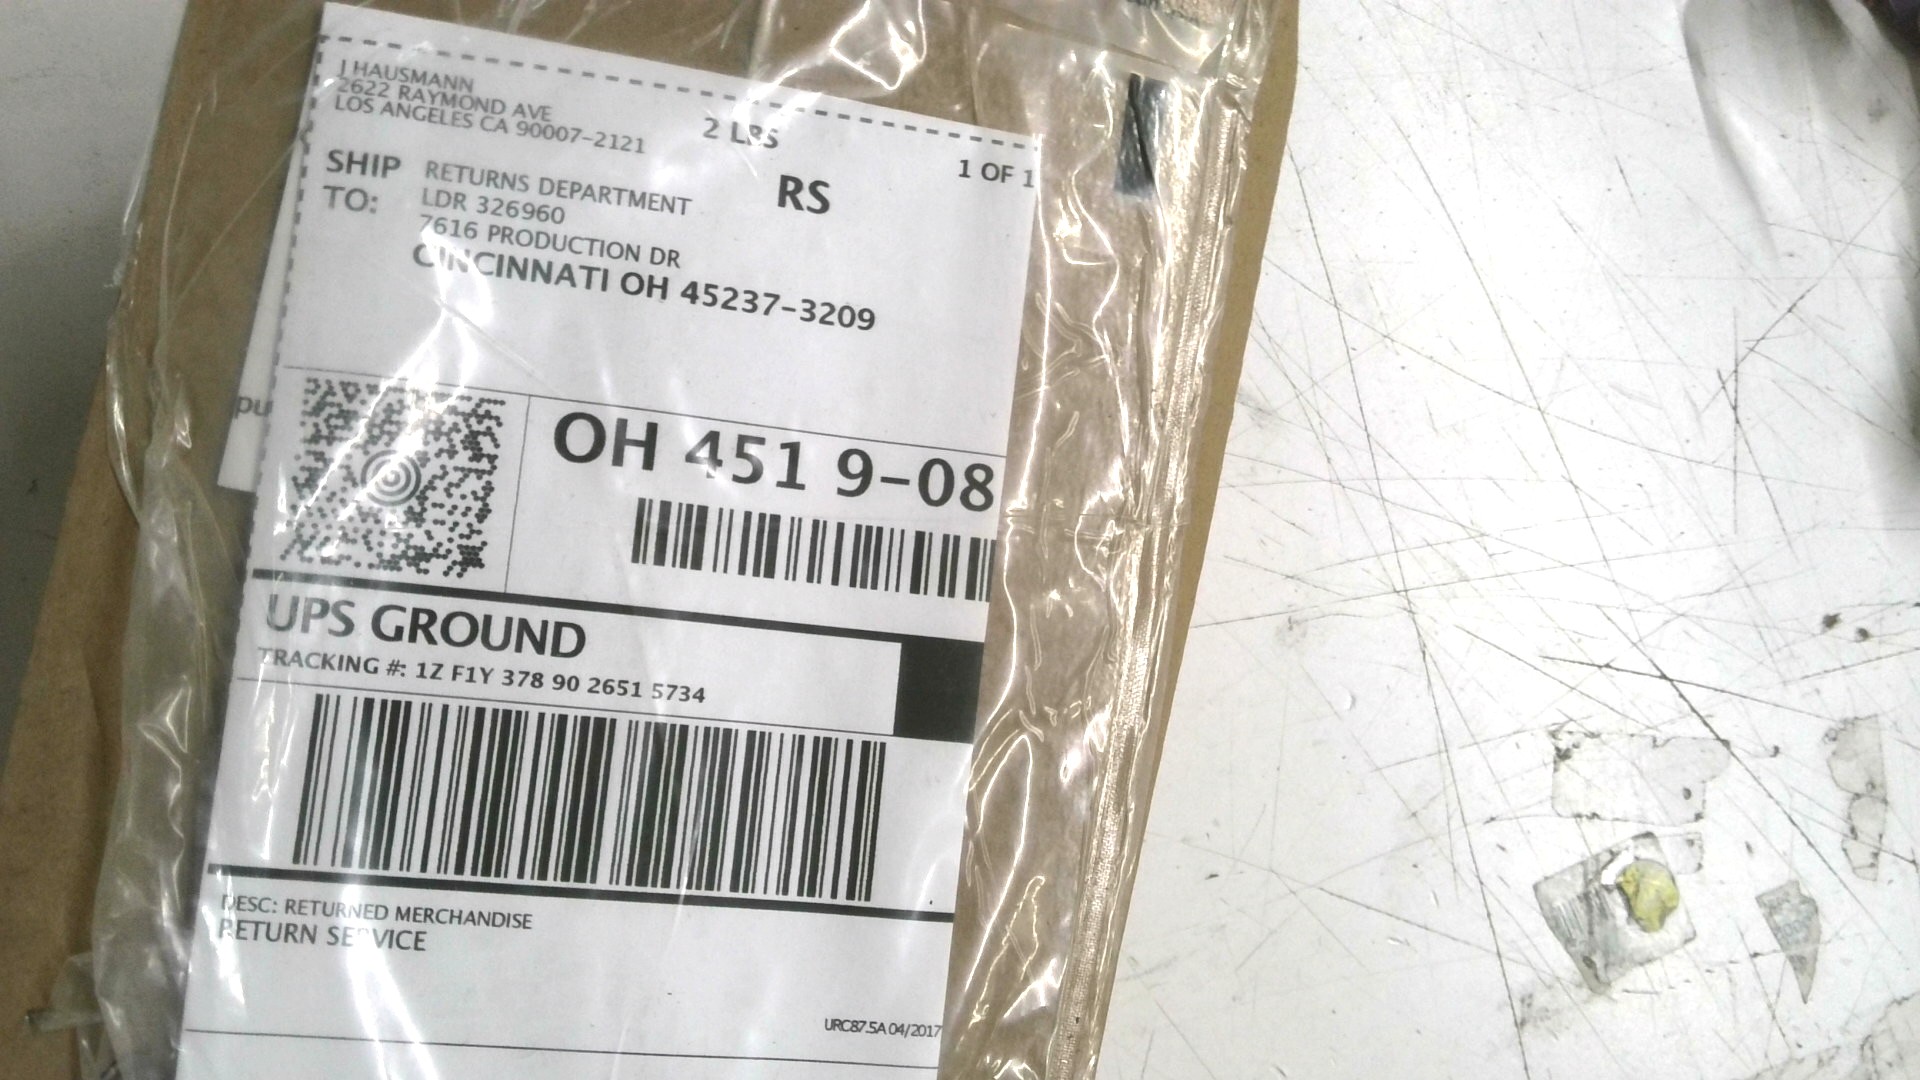 J HAUSMANN
2622 RAYMOND AVE
LOS ANGELES CA 90007-2121
2 LBS
1 OF 1
RS
SHIP TO:
RETURNS DEPARTMENT
LDR 326960
7616 PRODUCTION DR
CINCINNATI OH 45237-3209
pu
OH 451 9-08
UPS GROUND
TRACKING #: 1Z F1Y 378 90 2651 5734
DESC: RETURNED MERCHANDISE
RETURN SERVICE
URC87.5A 04/2017